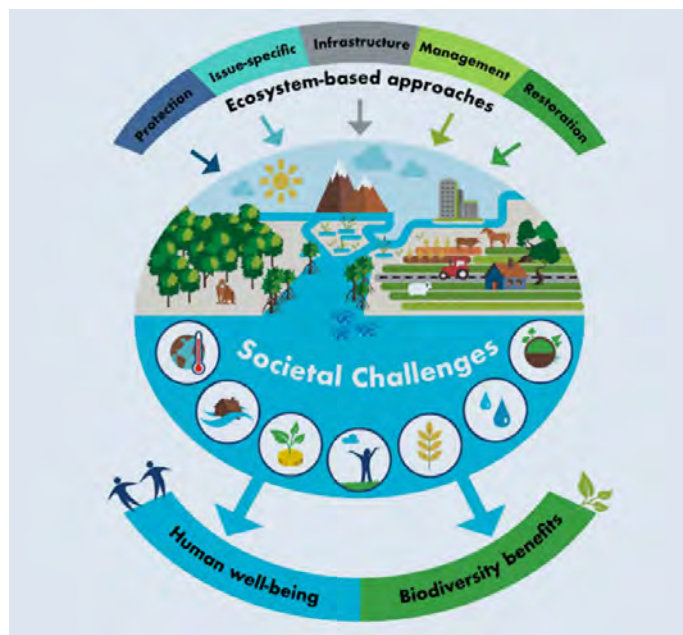 Protection
Issue-specific
Infrastructure
Management
Restoration
Ecosystem-based approaches
Societal Challenges
Human well-being
Biodiversity benefits